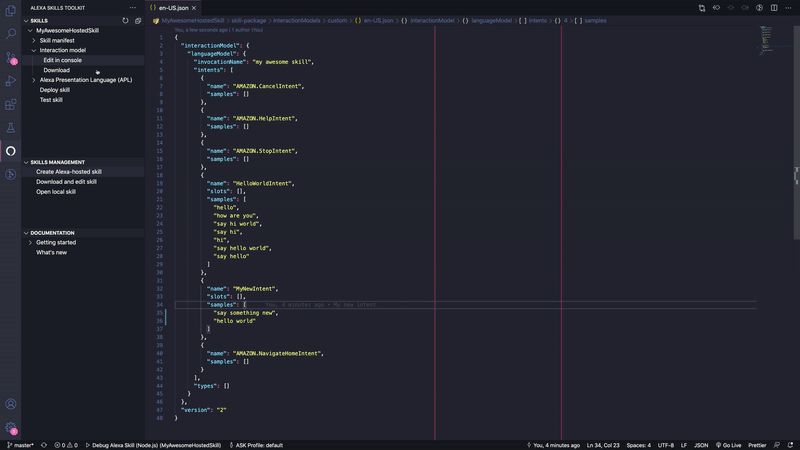 ALEXA SKILLS TOOLKIT
SKILLS
MyAwesomeHostedSkill
Skill manifest
Interaction model
Edit in console
Download
Alexa Presentation Language (APL)
Deploy skill
Test skill
SKILLS MANAGEMENT
Create Alexa-hosted skill
Download and edit skill
Open local skill
DOCUMENTATION
Getting started
What's new
en-US.json
MyAwesomeHostedSkill > skill-package > interactionModels > custom > en-US.json > {} interactionModel > {} languageModel > [ ] intents > {} 4 > [ ] samples
You, a few seconds ago | 1 author (You)
1 {
2 "interactionModel": {
3 "languageModel": {
4 "invocationName": "my awesome skill",
5 "intents": [
6 {
7 "name": "AMAZON.CancelIntent",
8 "samples": []
9 },
10 {
11 "name": "AMAZON.HelpIntent",
12 "samples": []
13 },
14 {
15 "name": "AMAZON.StopIntent",
16 "samples": []
17 },
18 {
19 "name": "HelloWorldIntent",
20 "slots": [],
21 "samples": [
22 "hello",
23 "how are you",
24 "say hi world",
25 "say hi",
26 "hi",
27 "say hello world",
28 "say hello"
29 ]
30 },
31 {
32 "name": "MyNewIntent",
33 "slots": [],
34 "samples": [ You, 4 minutes ago • My new intent
35 "say something new",
36 "hello world"
37 ]
38 },
39 {
40 "name": "AMAZON.NavigateHomeIntent",
41 "samples": []
42 }
43 ],
44 "types": []
45 }
46 },
47 "version": "2"
48 }
master* 0 0 Debug Alexa Skill (Node.js) (MyAwesomeHostedSkill) ASK Profile: default You, 4 minutes ago Ln 34, Col 23 Spaces: 4 UTF-8 LF JSON Go Live Prettier